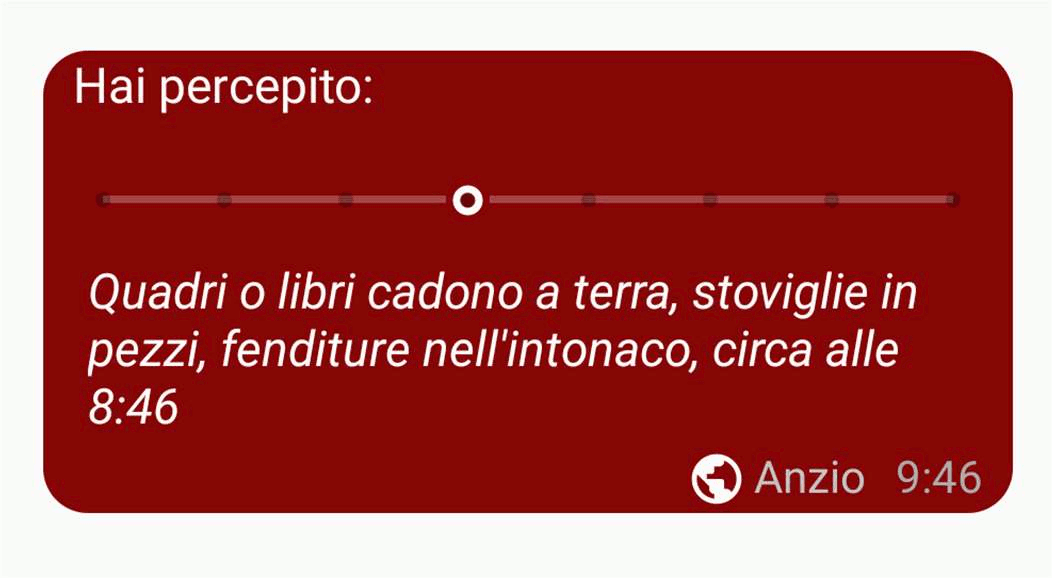 Hai percepito:
Quadri o libri cadono a terra, stoviglie in
pezzi, fenditure nell'intonaco, circa alle
8:46
Anzio 9:46